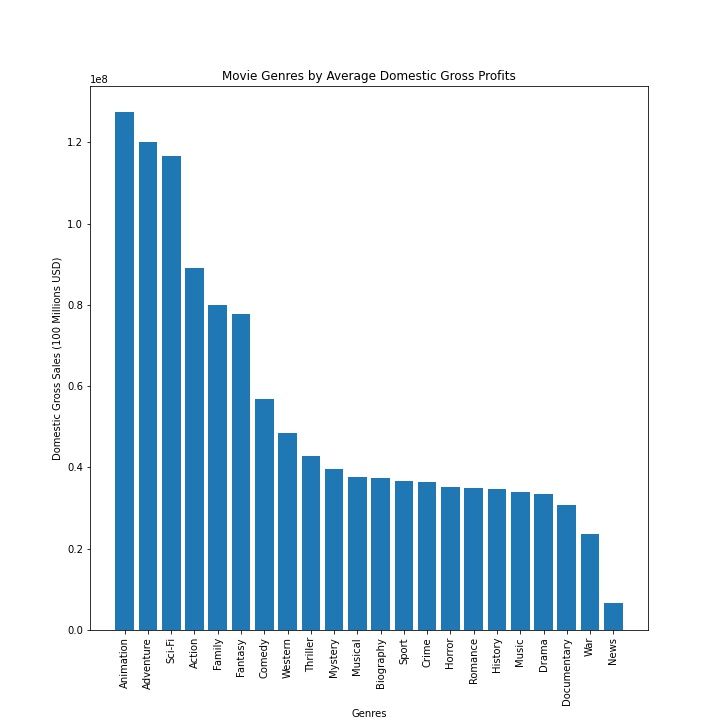 Movie Genres by Average Domestic Gross Profits
1e8
1.2
1.0
0.8
0.6
0.4
0.2
0.0
Domestic Gross Sales (100 Millions USD)
Animation
Adventure
Sci-Fi
Action
Family
Fantasy
Comedy
Western
Thriller
Mystery
Musical
Biography
Sport
Crime
Horror
Romance
History
Music
Drama
Documentary
War
News
Genres